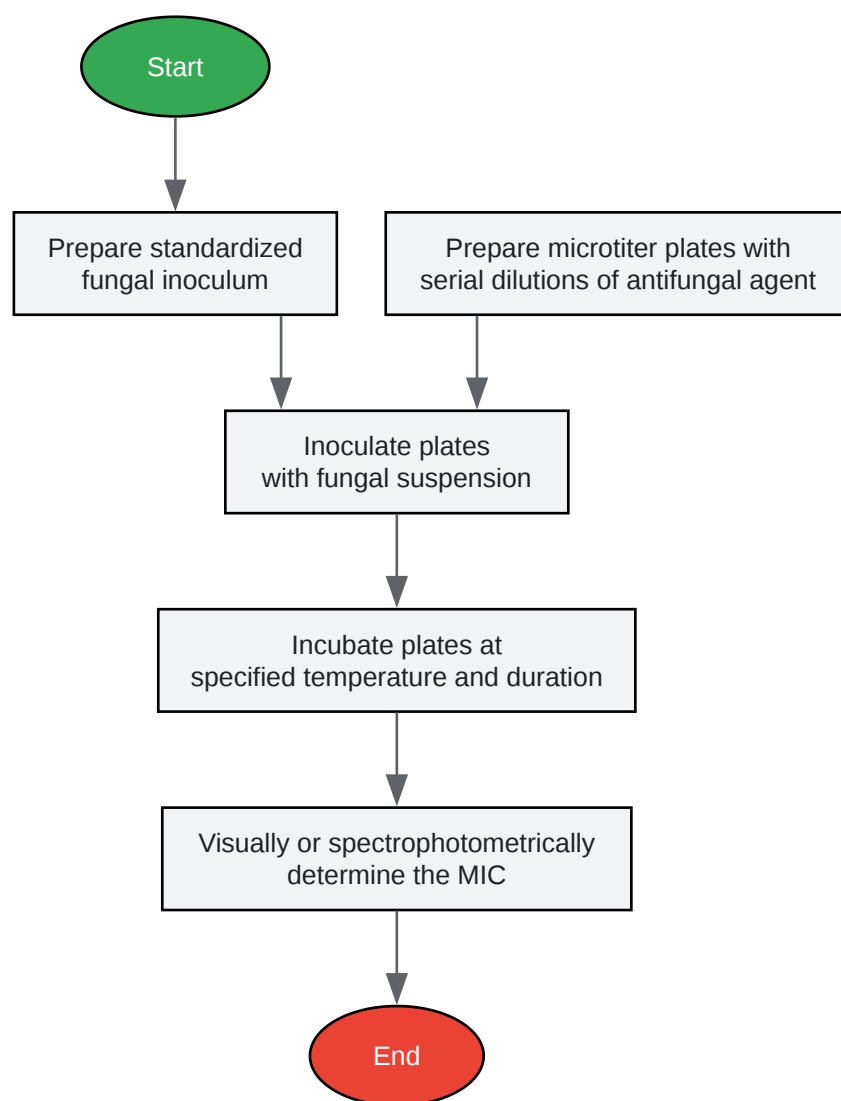 Start
Prepare standardized
fungal inoculum
Prepare microtiter plates with
serial dilutions of antifungal agent
Inoculate plates
with fungal suspension
Incubate plates at
specified temperature and duration
Visually or spectrophotometrically
determine the MIC
End